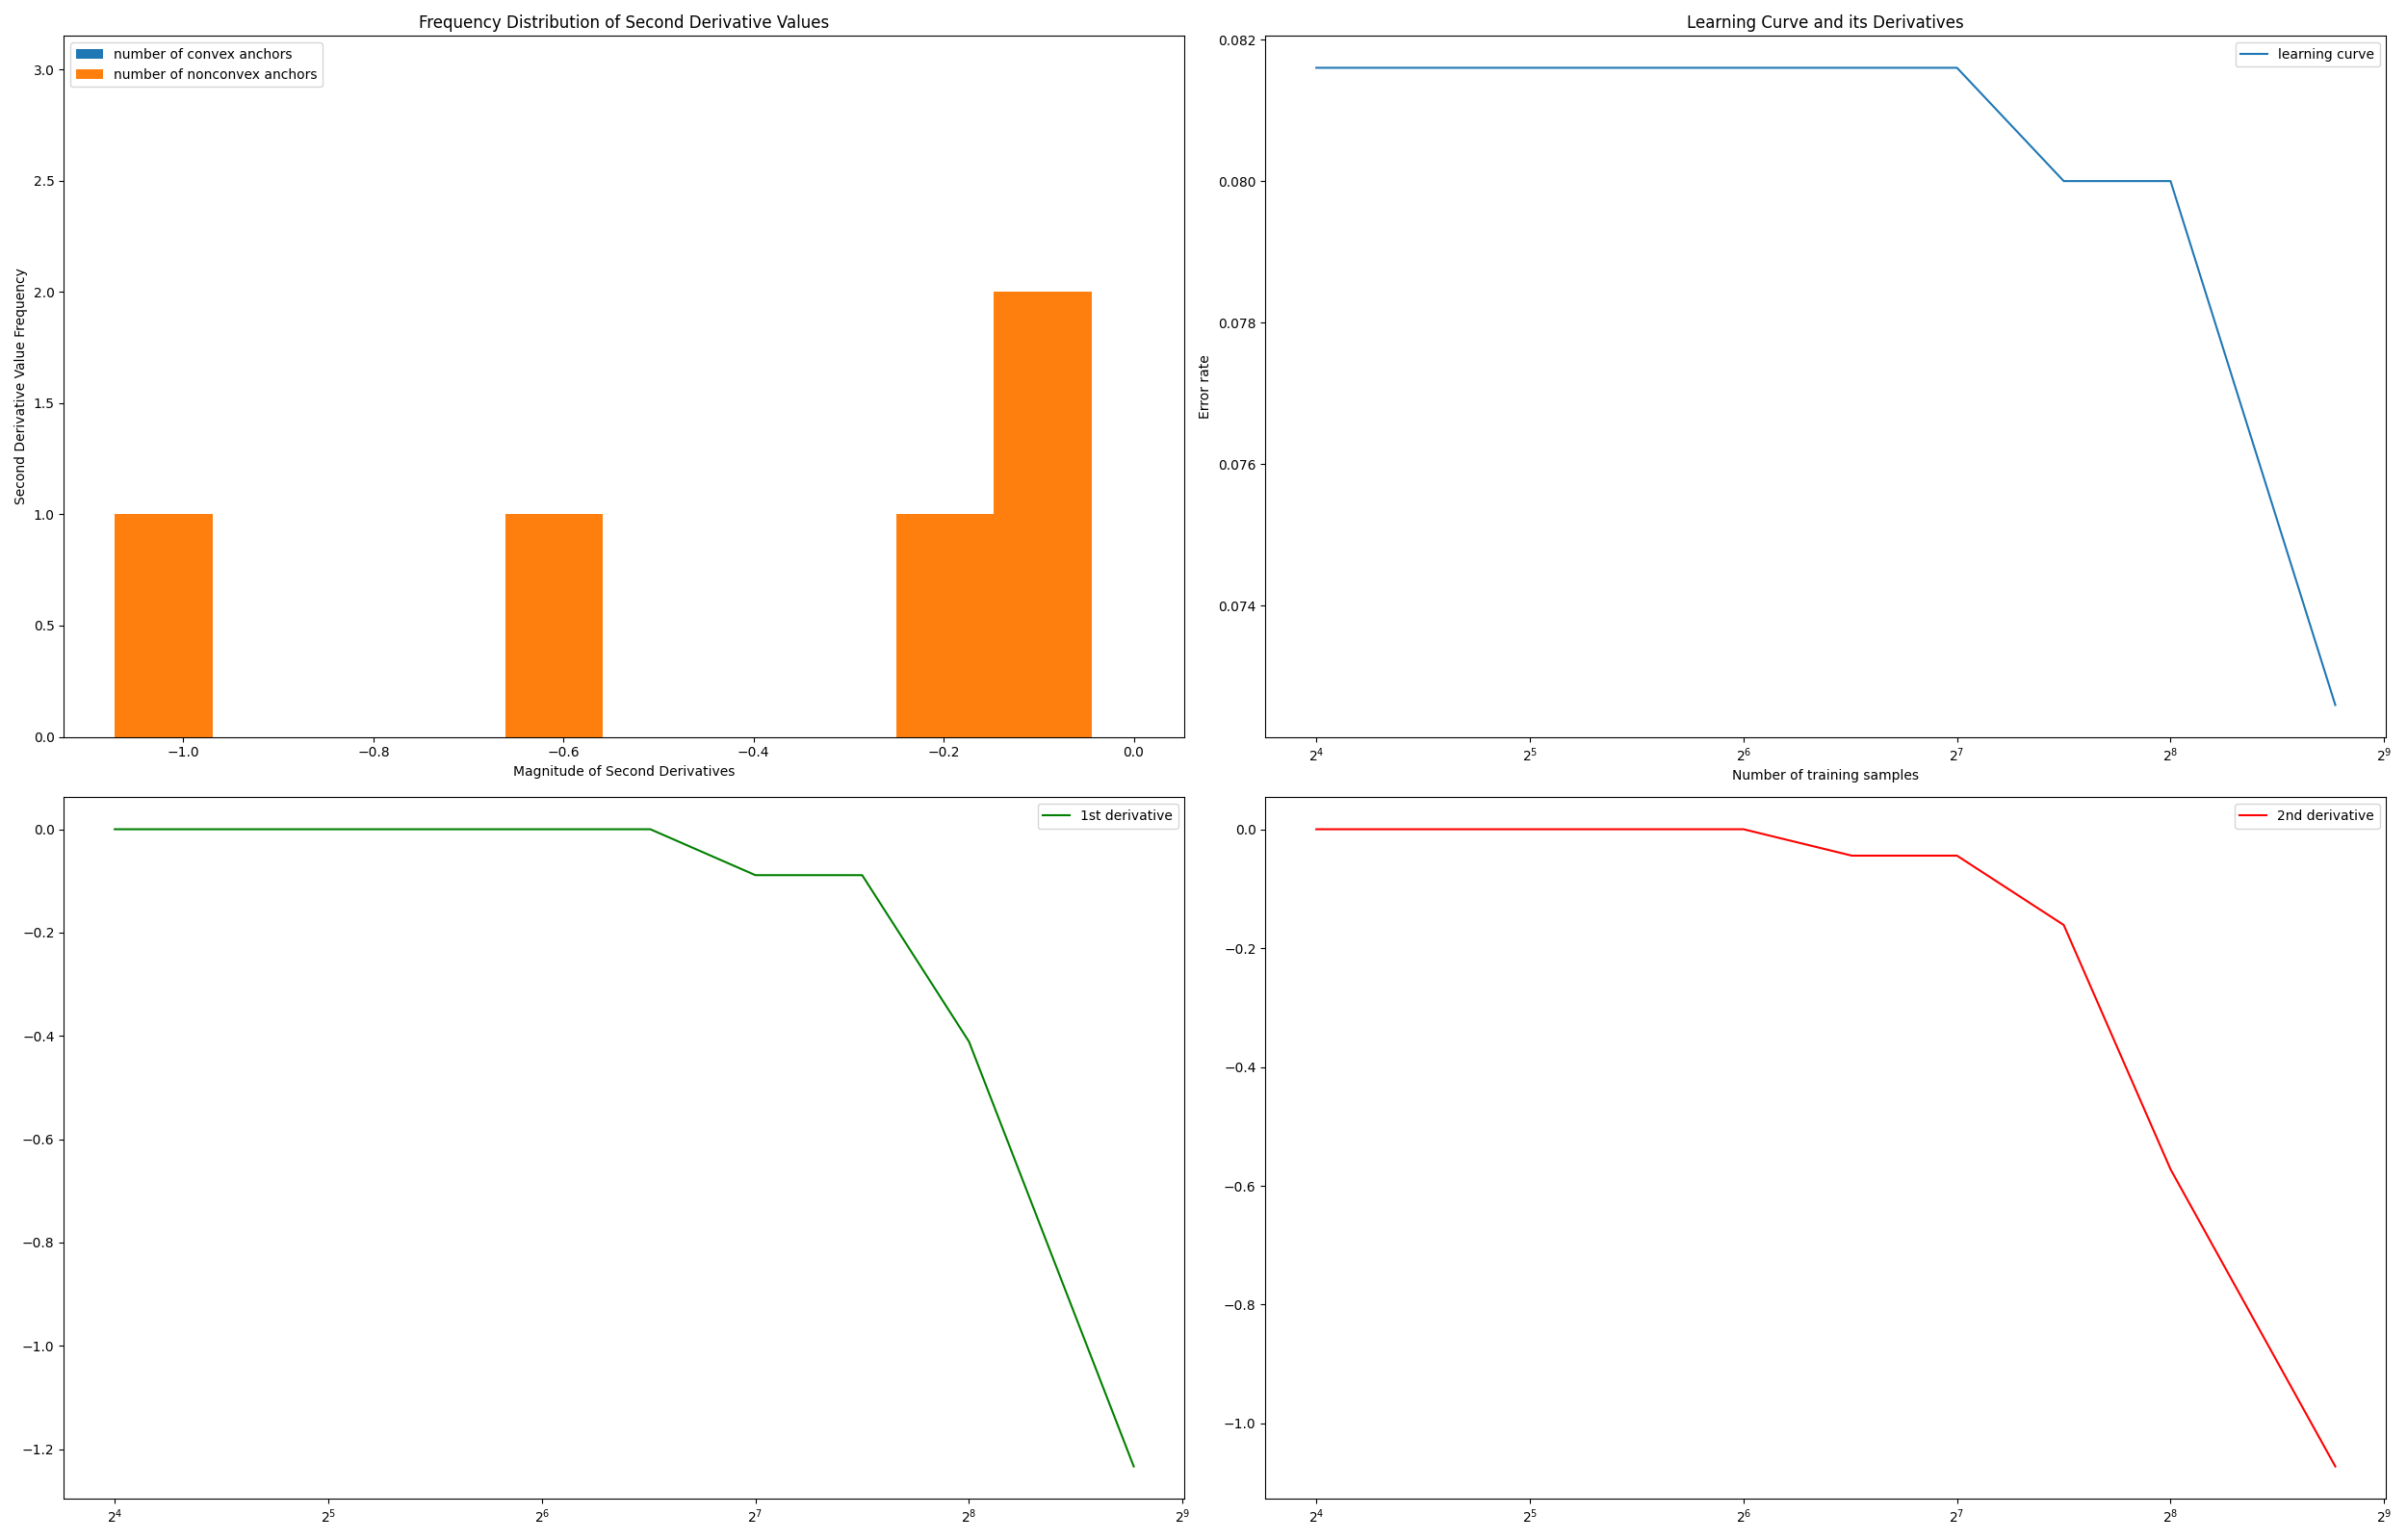 Frequency Distribution of Second Derivative Values
number of convex anchors
number of nonconvex anchors
3.0
2.5
2.0
1.5
1.0
0.5
0.0
Second Derivative Value Frequency
−1.0 −0.8 −0.6 −0.4 −0.2 0.0
Magnitude of Second Derivatives
Learning Curve and its Derivatives
learning curve
0.082
0.080
0.078
0.076
0.074
Error rate
2⁴ 2⁵ 2⁶ 2⁷ 2⁸ 2⁹
Number of training samples
1st derivative
0.0
−0.2
−0.4
−0.6
−0.8
−1.0
−1.2
2⁴ 2⁵ 2⁶ 2⁷ 2⁸ 2⁹
2nd derivative
0.0
−0.2
−0.4
−0.6
−0.8
−1.0
2⁴ 2⁵ 2⁶ 2⁷ 2⁸ 2⁹